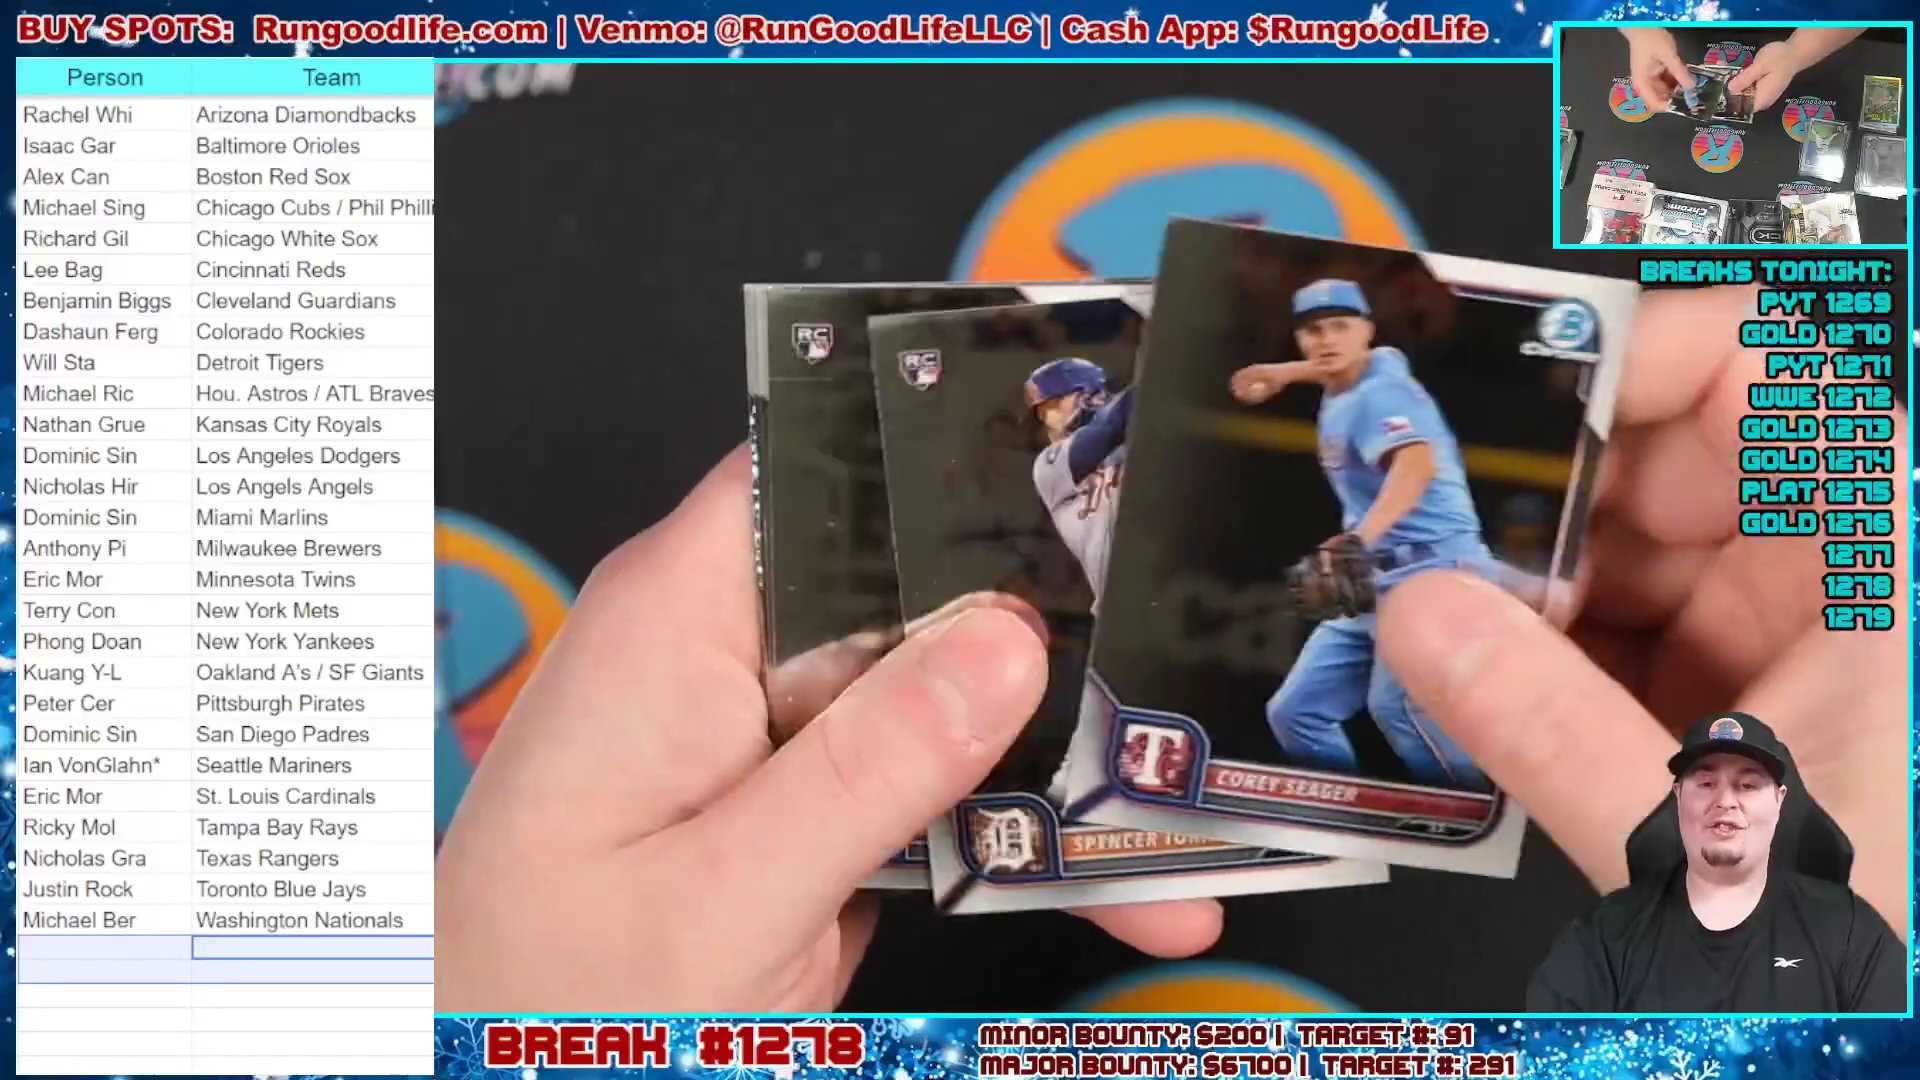 BUY SPOTS: Rungoodlife.com | Venmo: @RunGoodLifeLLC | Cash App: $RungoodLife
Person Team
Rachel Whi Arizona Diamondbacks
Isaac Gar Baltimore Orioles
Alex Can Boston Red Sox
Michael Sing Chicago Cubs / Phil Philli
Richard Gil Chicago White Sox
Lee Bag Cincinnati Reds
Benjamin Biggs Cleveland Guardians
Dashaun Ferg Colorado Rockies
Will Sta Detroit Tigers
Michael Ric Hou. Astros / ATL Braves
Nathan Grue Kansas City Royals
Dominic Sin Los Angeles Dodgers
Nicholas Hir Los Angels Angels
Dominic Sin Miami Marlins
Anthony Pi Milwaukee Brewers
Eric Mor Minnesota Twins
Terry Con New York Mets
Phong Doan New York Yankees
Kuang Y-L Oakland A's / SF Giants
Peter Cer Pittsburgh Pirates
Dominic Sin San Diego Padres
Ian VonGlahn* Seattle Mariners
Eric Mor St. Louis Cardinals
Ricky Mol Tampa Bay Rays
Nicholas Gra Texas Rangers
Justin Rock Toronto Blue Jays
Michael Ber Washington Nationals
.COM
RC
RC
B
T
COREY SEAGER
D
SPENCER TOR
BREAKS TONIGHT:
PYT 1269
GOLD 1270
PYT 1271
WWE 1272
GOLD 1273
GOLD 1274
PLAT 1275
GOLD 1276
1277
1278
1279
BREAK #1278
MINOR BOUNTY: $200 | TARGET #: 91
MAJOR BOUNTY: $6700 | TARGET #: 291